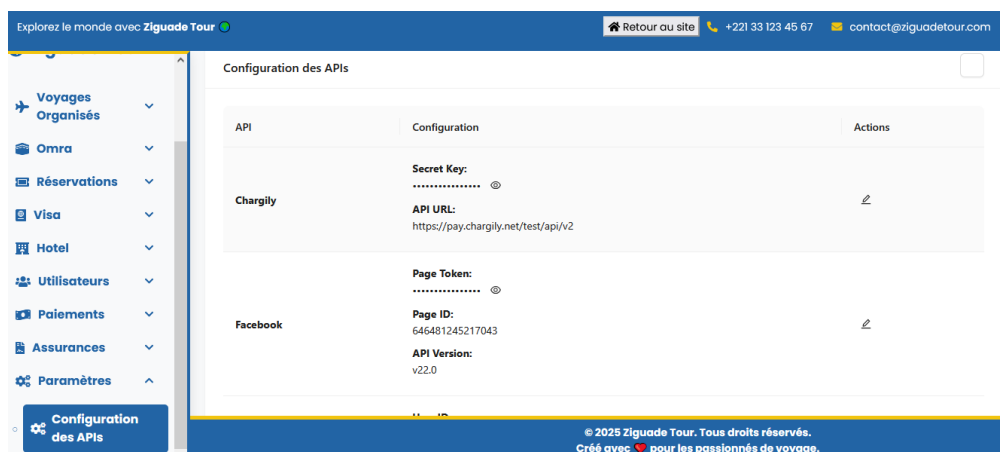 Explorez le monde avec Ziguade Tour
Retour au site
+221 33 123 45 67
contact@ziguadetour.com
Configuration des APIs
Voyages
Organisés
Omra
Réservations
Visa
Hotel
Utilisateurs
Paiements
Assurances
Paramètres
Configuration
des APIs
API
Configuration
Actions
Chargily
Secret Key:
••••••••••••••••
API URL:
https://pay.chargily.net/test/api/v2
Facebook
Page Token:
••••••••••••••••
Page ID:
646481245217043
API Version:
v22.0
© 2025 Ziguade Tour. Tous droits réservés.
Créé avec ❤️ pour les passionnés de voyage.